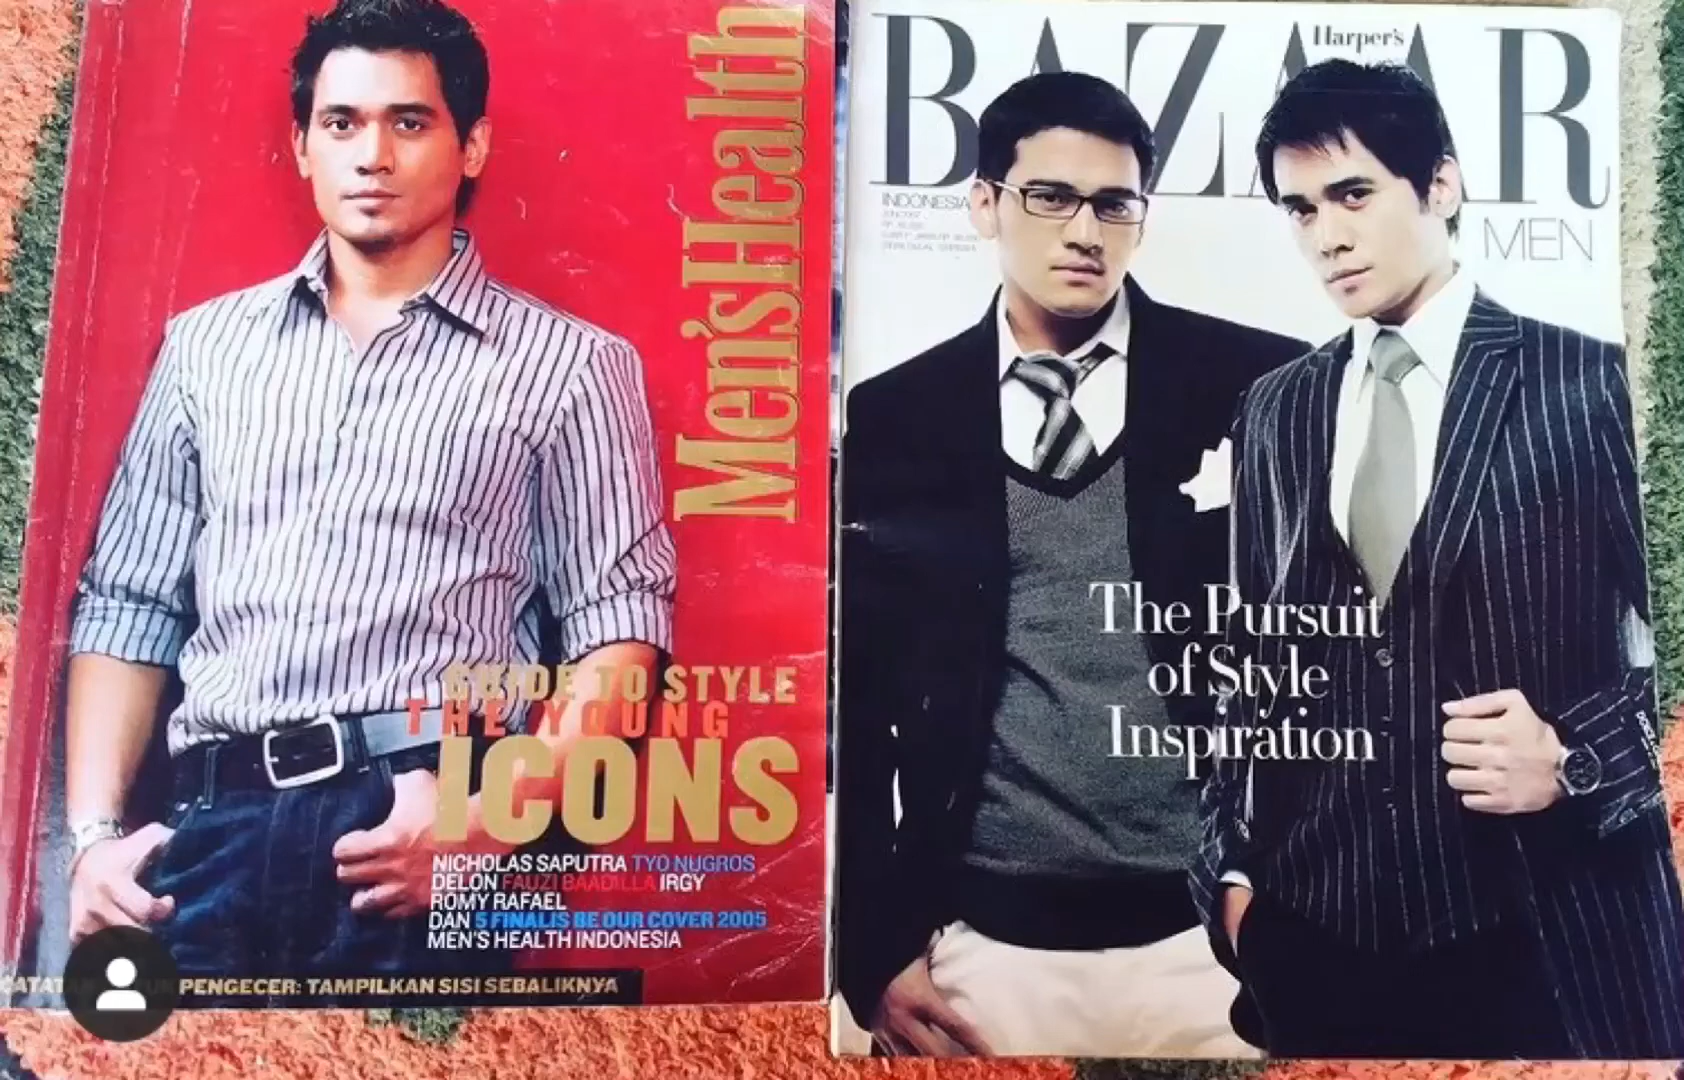 Men'sHealth
GUIDE TO STYLE
THE YOUNG
ICONS
NICHOLAS SAPUTRA TYO NUGROS
DELON FAUZI BAADILLA IRGY
ROMY RAFAEL
DAN 5 FINALIS BE OUR COVER 2005
MEN'S HEALTH INDONESIA
PENGECER: TAMPILKAN SISI SEBALIKNYA
Harper's
BAZAAR
INDONESIA
MEN
The Pursuit
of Style
Inspiration